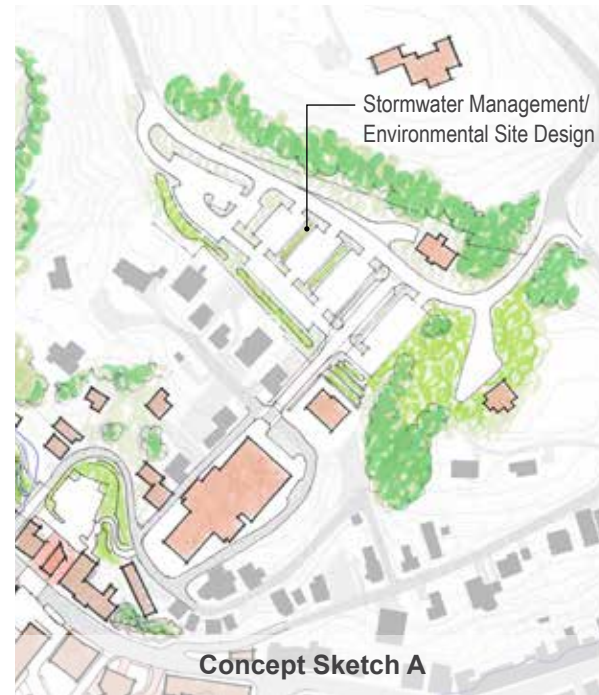 Stormwater Management/
Environmental Site Design
Concept Sketch A